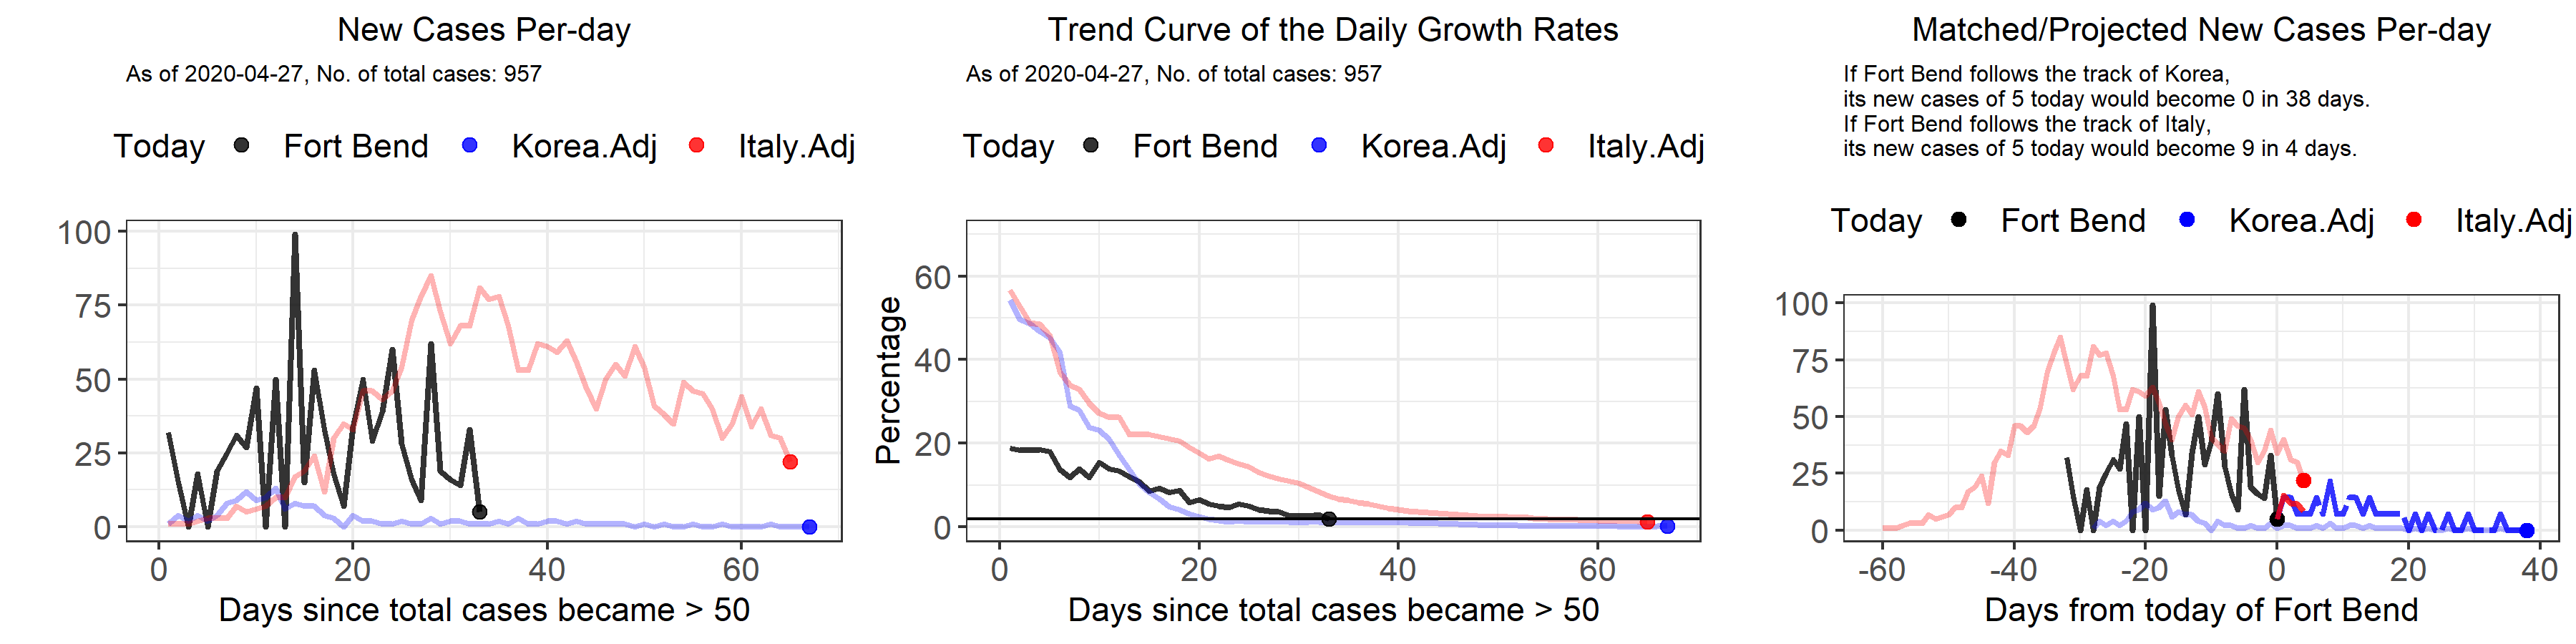 New Cases Per-day
As of 2020-04-27, No. of total cases: 957
Today Fort Bend Korea.Adj Italy.Adj
100
75
50
25
0
0 20 40 60
Days since total cases became > 50
Trend Curve of the Daily Growth Rates
As of 2020-04-27, No. of total cases: 957
Today Fort Bend Korea.Adj Italy.Adj
Percentage
60
40
20
0
0 20 40 60
Days since total cases became > 50
Matched/Projected New Cases Per-day
If Fort Bend follows the track of Korea,
its new cases of 5 today would become 0 in 38 days.
If Fort Bend follows the track of Italy,
its new cases of 5 today would become 9 in 4 days.
Today Fort Bend Korea.Adj Italy.Adj
100
75
50
25
0
-60 -40 -20 0 20 40
Days from today of Fort Bend